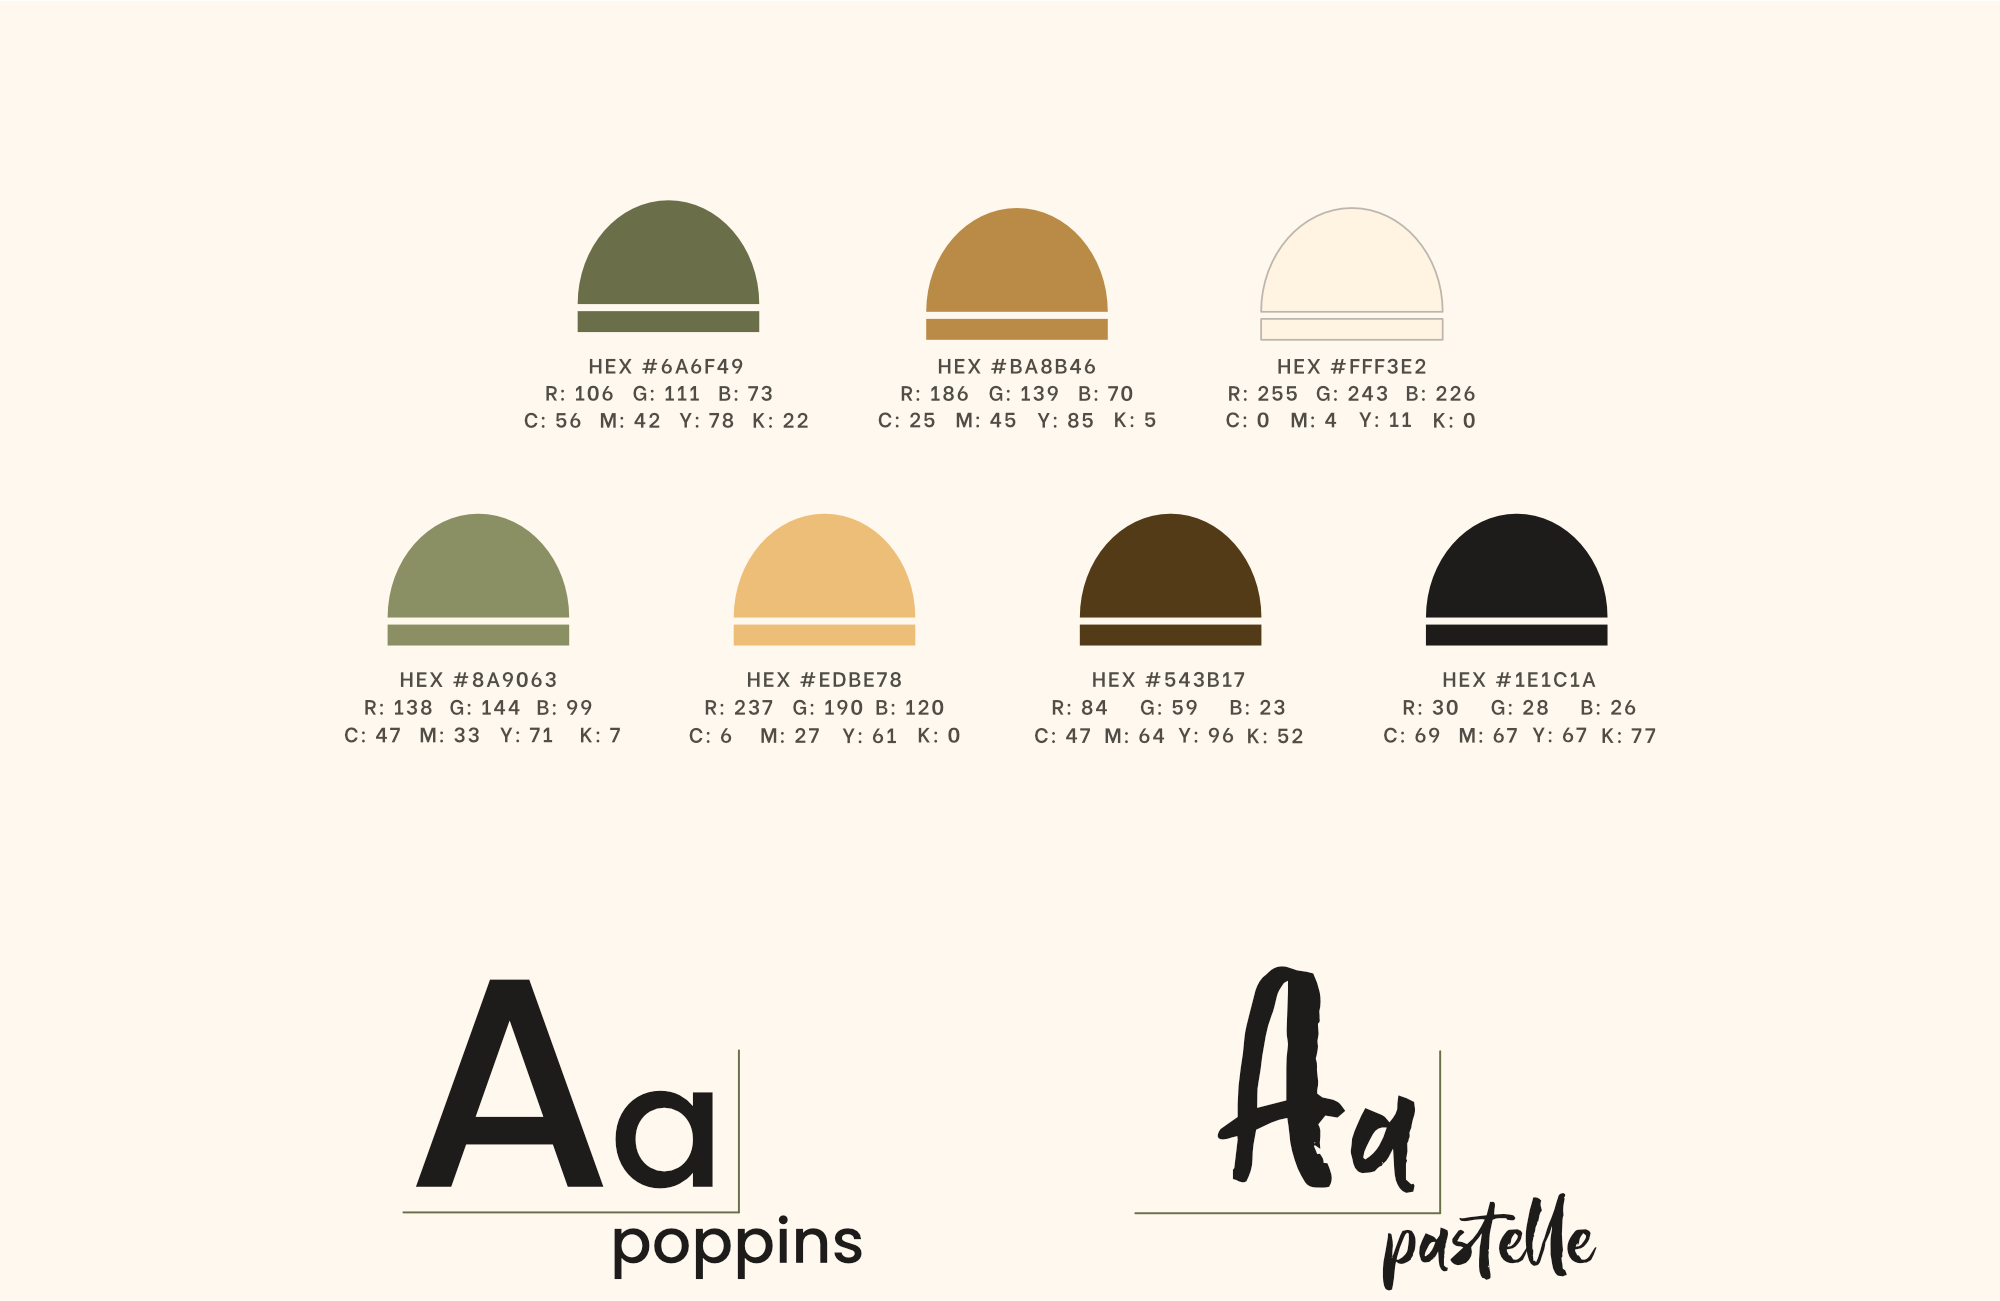 HEX #6A6F49
R: 106 G: 111 B: 73
C: 56 M: 42 Y: 78 K: 22
HEX #BA8B46
R: 186 G: 139 B: 70
C: 25 M: 45 Y: 85 K: 5
HEX #FFF3E2
R: 255 G: 243 B: 226
C: 0 M: 4 Y: 11 K: 0
HEX #8A9063
R: 138 G: 144 B: 99
C: 47 M: 33 Y: 71 K: 7
HEX #EDBE78
R: 237 G: 190 B: 120
C: 6 M: 27 Y: 61 K: 0
HEX #543B17
R: 84 G: 59 B: 23
C: 47 M: 64 Y: 96 K: 52
HEX #1E1C1A
R: 30 G: 28 B: 26
C: 69 M: 67 Y: 67 K: 77
Aa
poppins
Aa
pastelle